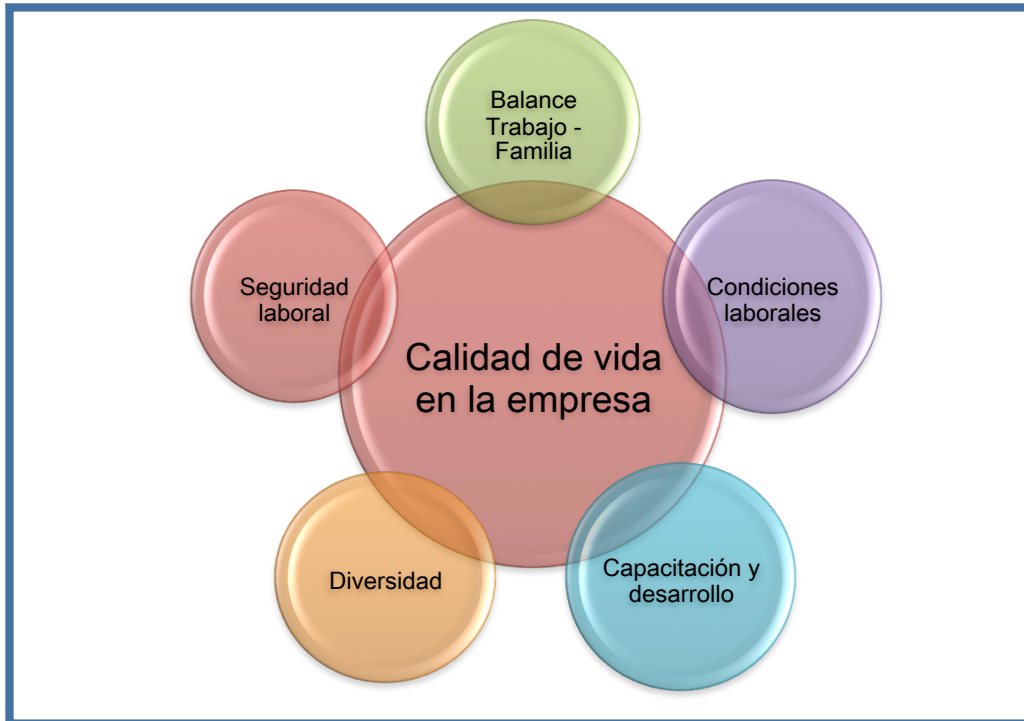 Balance
Trabajo -
Familia
Seguridad
laboral
Condiciones
laborales
Calidad de vida
en la empresa
Diversidad
Capacitación y
desarrollo